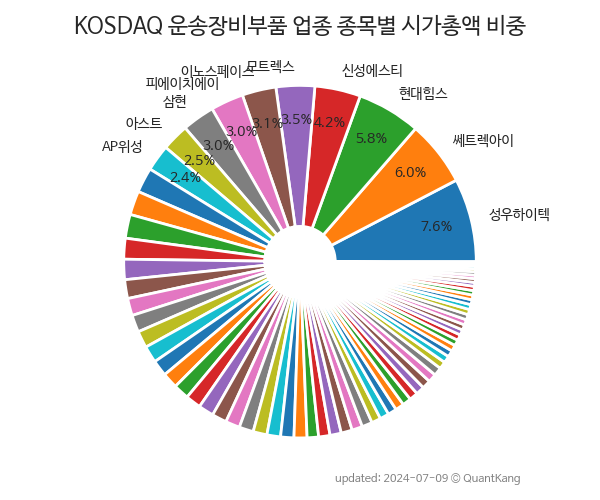 KOSDAQ 운송장비부품 업종 종목별 시가총액 비중
성우하이텍
7.6%
쎄트렉아이
6.0%
현대힘스
5.8%
신성에스티
4.2%
모트렉스
3.5%
이노스페이스
3.1%
피에이치에이
3.0%
삼현
3.0%
아스트
2.5%
AP위성
2.4%
updated: 2024-07-09 © QuantKang